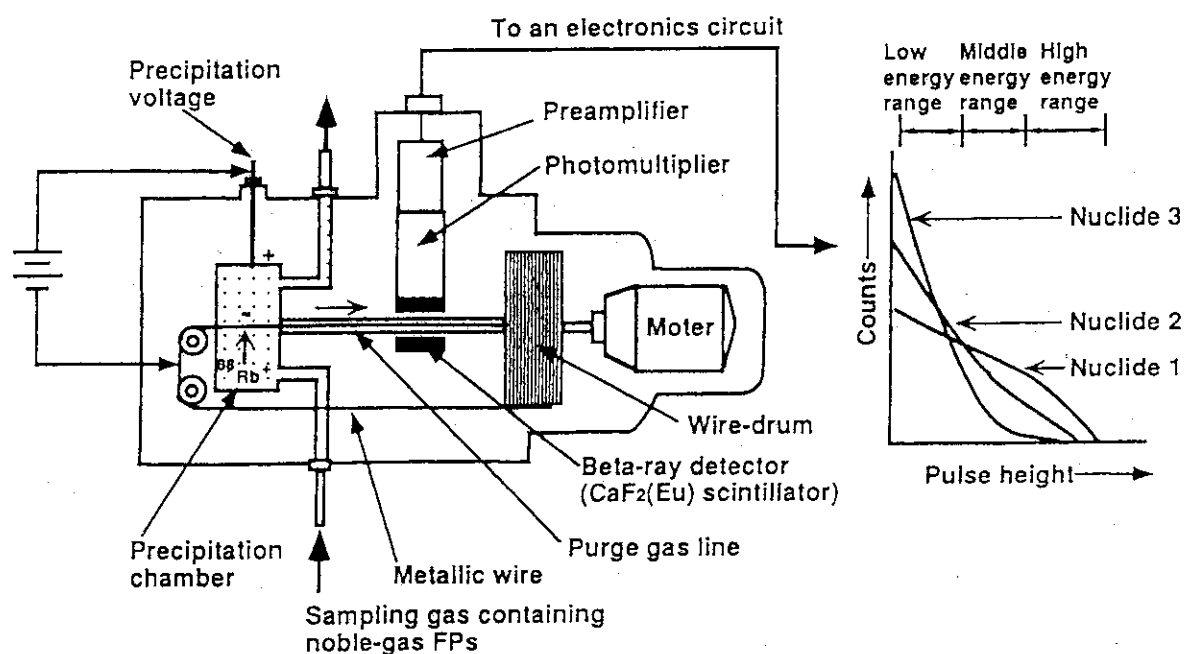 To an electronics circuit
Precipitation
voltage
Preamplifier
Photomultiplier
Low
energy
range
Middle
energy
range
High
energy
range
Nuclide 3
Nuclide 2
Nuclide 1
Counts
Pulse height
+
-
88
Rb
+
Moter
Wire-drum
Beta-ray detector
(CaF2(Eu) scintillator)
Purge gas line
Precipitation
chamber
Metallic wire
Sampling gas containing
noble-gas FPs